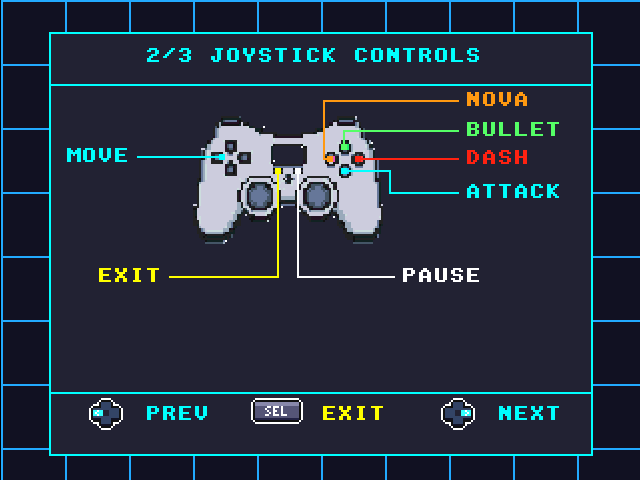 2/3 JOYSTICK CONTROLS
NOVA
BULLET
MOVE
DASH
ATTACK
EXIT
PAUSE
PREV
SEL
EXIT
NEXT